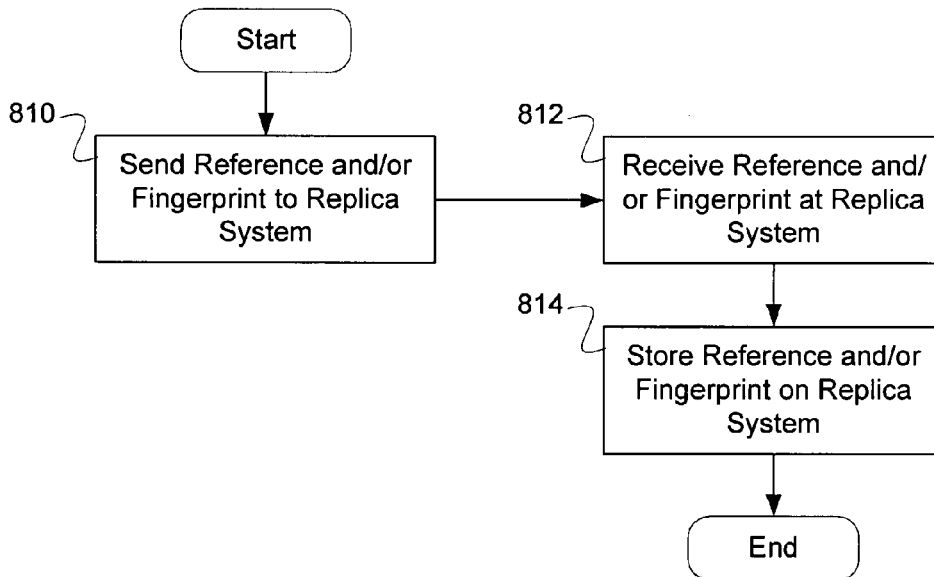 Start
810
Send Reference and/or
Fingerprint to Replica
System
812
Receive Reference and/
or Fingerprint at Replica
System
814
Store Reference and/or
Fingerprint on Replica
System
End